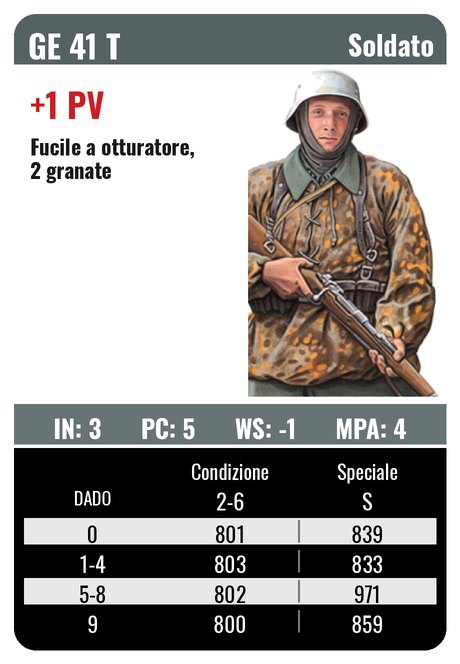 GE 41 T Soldato
+1 PV
Fucile a otturatore,
2 granate
IN: 3 PC: 5 WS: -1 MPA: 4
Condizione Speciale
DADO 2-6 S
0 801 839
1-4 803 833
5-8 802 971
9 800 859